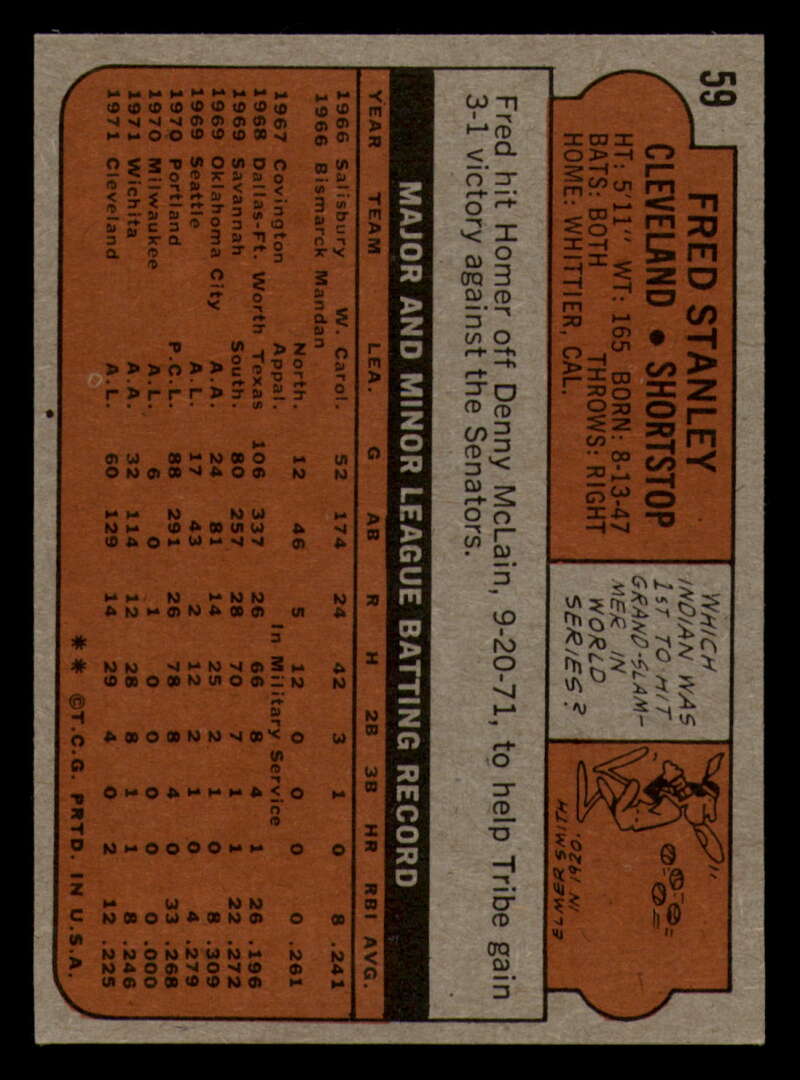 59
FRED STANLEY
CLEVELAND • SHORTSTOP
HT: 5'11" WT: 165 BORN: 8-13-47
BATS: BOTH THROWS: RIGHT
HOME: WHITTIER, CAL.
WHICH
INDIAN WAS
1ST TO HIT
GRAND-SLAM-
MER IN
WORLD
SERIES?
ELMER SMITH
IN 1920.
Fred hit Homer off Denny McLain, 9-20-71, to help Tribe gain
3-1 victory against the Senators.
MAJOR AND MINOR LEAGUE BATTING RECORD
YEAR TEAM LEA. G AB R H 2B 3B HR RBI AVG.
1966 Salisbury W. Carol. 52 174 24 42 3 1 0 8 .241
1966 Bismarck Mandan
North. 12 46 5 12 0 0 0 0 .261
1967 Covington Appal. In Military Service
1968 Dallas-Ft. Worth Texas 106 337 26 66 8 4 1 26 .196
1969 Savannah South. 80 257 28 70 7 1 1 22 .272
1969 Oklahoma City A.A. 24 81 14 25 2 1 0 8 .309
1969 Seattle A.L. 17 43 2 12 2 1 0 4 .279
1970 Portland P.C.L. 88 291 26 78 8 4 0 33 .268
1970 Milwaukee A.L. 6 0 1 0 0 0 0 0 .000
1971 Wichita A.A. 32 114 12 28 8 1 1 8 .246
1971 Cleveland A.L. 60 129 14 29 4 0 2 12 .225
** ©T.C.G. PRTD. IN U.S.A.